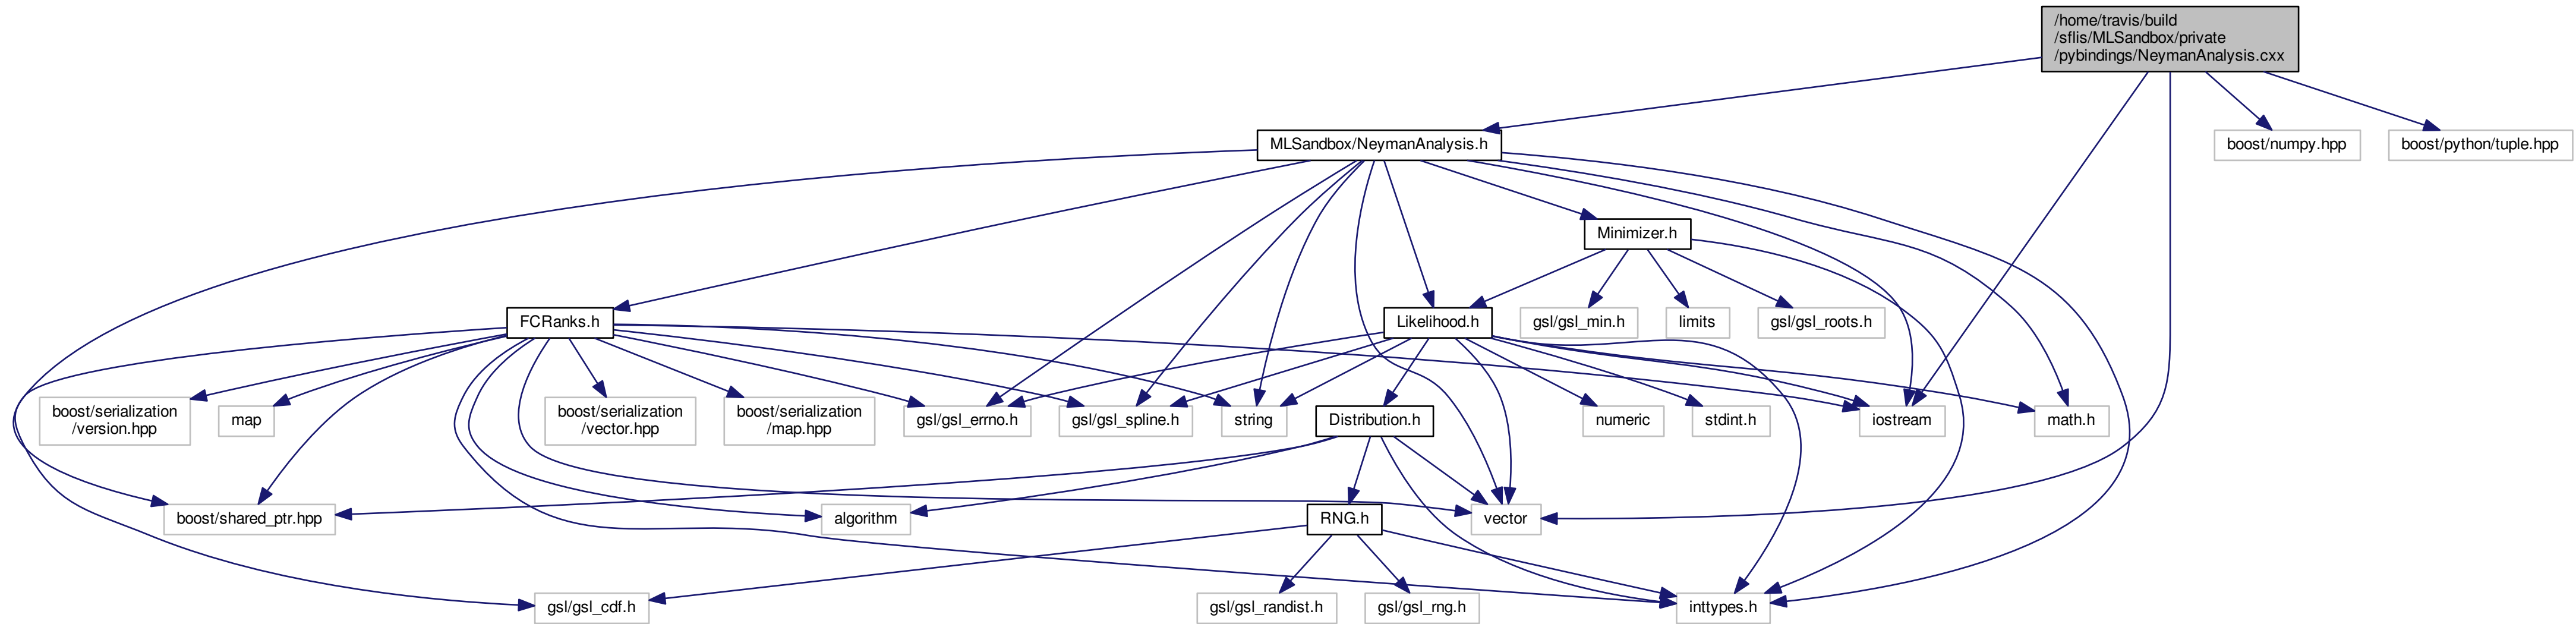 /home/travis/build
/sflis/MLSandbox/private
/pybindings/NeymanAnalysis.cxx
MLSandbox/NeymanAnalysis.h
boost/numpy.hpp
boost/python/tuple.hpp
Minimizer.h
FCRanks.h
Likelihood.h
gsl/gsl_min.h
limits
gsl/gsl_roots.h
boost/serialization
/version.hpp
map
boost/serialization
/vector.hpp
boost/serialization
/map.hpp
gsl/gsl_errno.h
gsl/gsl_spline.h
string
Distribution.h
numeric
stdint.h
iostream
math.h
boost/shared_ptr.hpp
algorithm
RNG.h
vector
gsl/gsl_cdf.h
gsl/gsl_randist.h
gsl/gsl_rng.h
inttypes.h